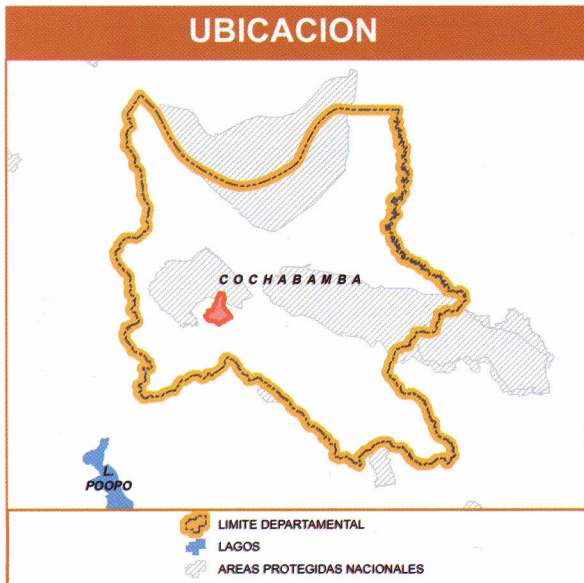 UBICACION
COCHABAMBA
L.
POOPO
LIMITE DEPARTAMENTAL
LAGOS
AREAS PROTEGIDAS NACIONALES